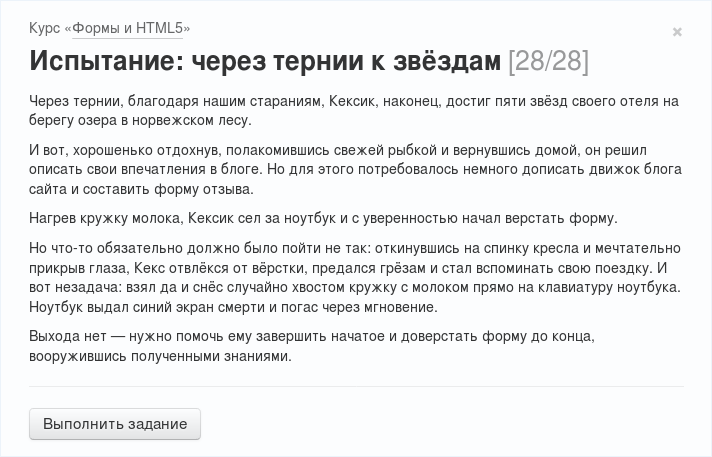 Курс «Формы и HTML5»
×
Испытание: через тернии к звёздам [28/28]
Через тернии, благодаря нашим стараниям, Кексик, наконец, достиг пяти звёзд своего отеля на
берегу озера в норвежском лесу.
И вот, хорошенько отдохнув, полакомившись свежей рыбкой и вернувшись домой, он решил
описать свои впечатления в блоге. Но для этого потребовалось немного дописать движок блога
сайта и составить форму отзыва.
Нагрев кружку молока, Кексик сел за ноутбук и с уверенностью начал верстать форму.
Но что-то обязательно должно было пойти не так: откинувшись на спинку кресла и мечтательно
прикрыв глаза, Кекс отвлёкся от вёрстки, предался грёзам и стал вспоминать свою поездку. И
вот незадача: взял да и снёс случайно хвостом кружку с молоком прямо на клавиатуру ноутбука.
Ноутбук выдал синий экран смерти и погас через мгновение.
Выхода нет — нужно помочь ему завершить начатое и доверстать форму до конца,
вооружившись полученными знаниями.
Выполнить задание